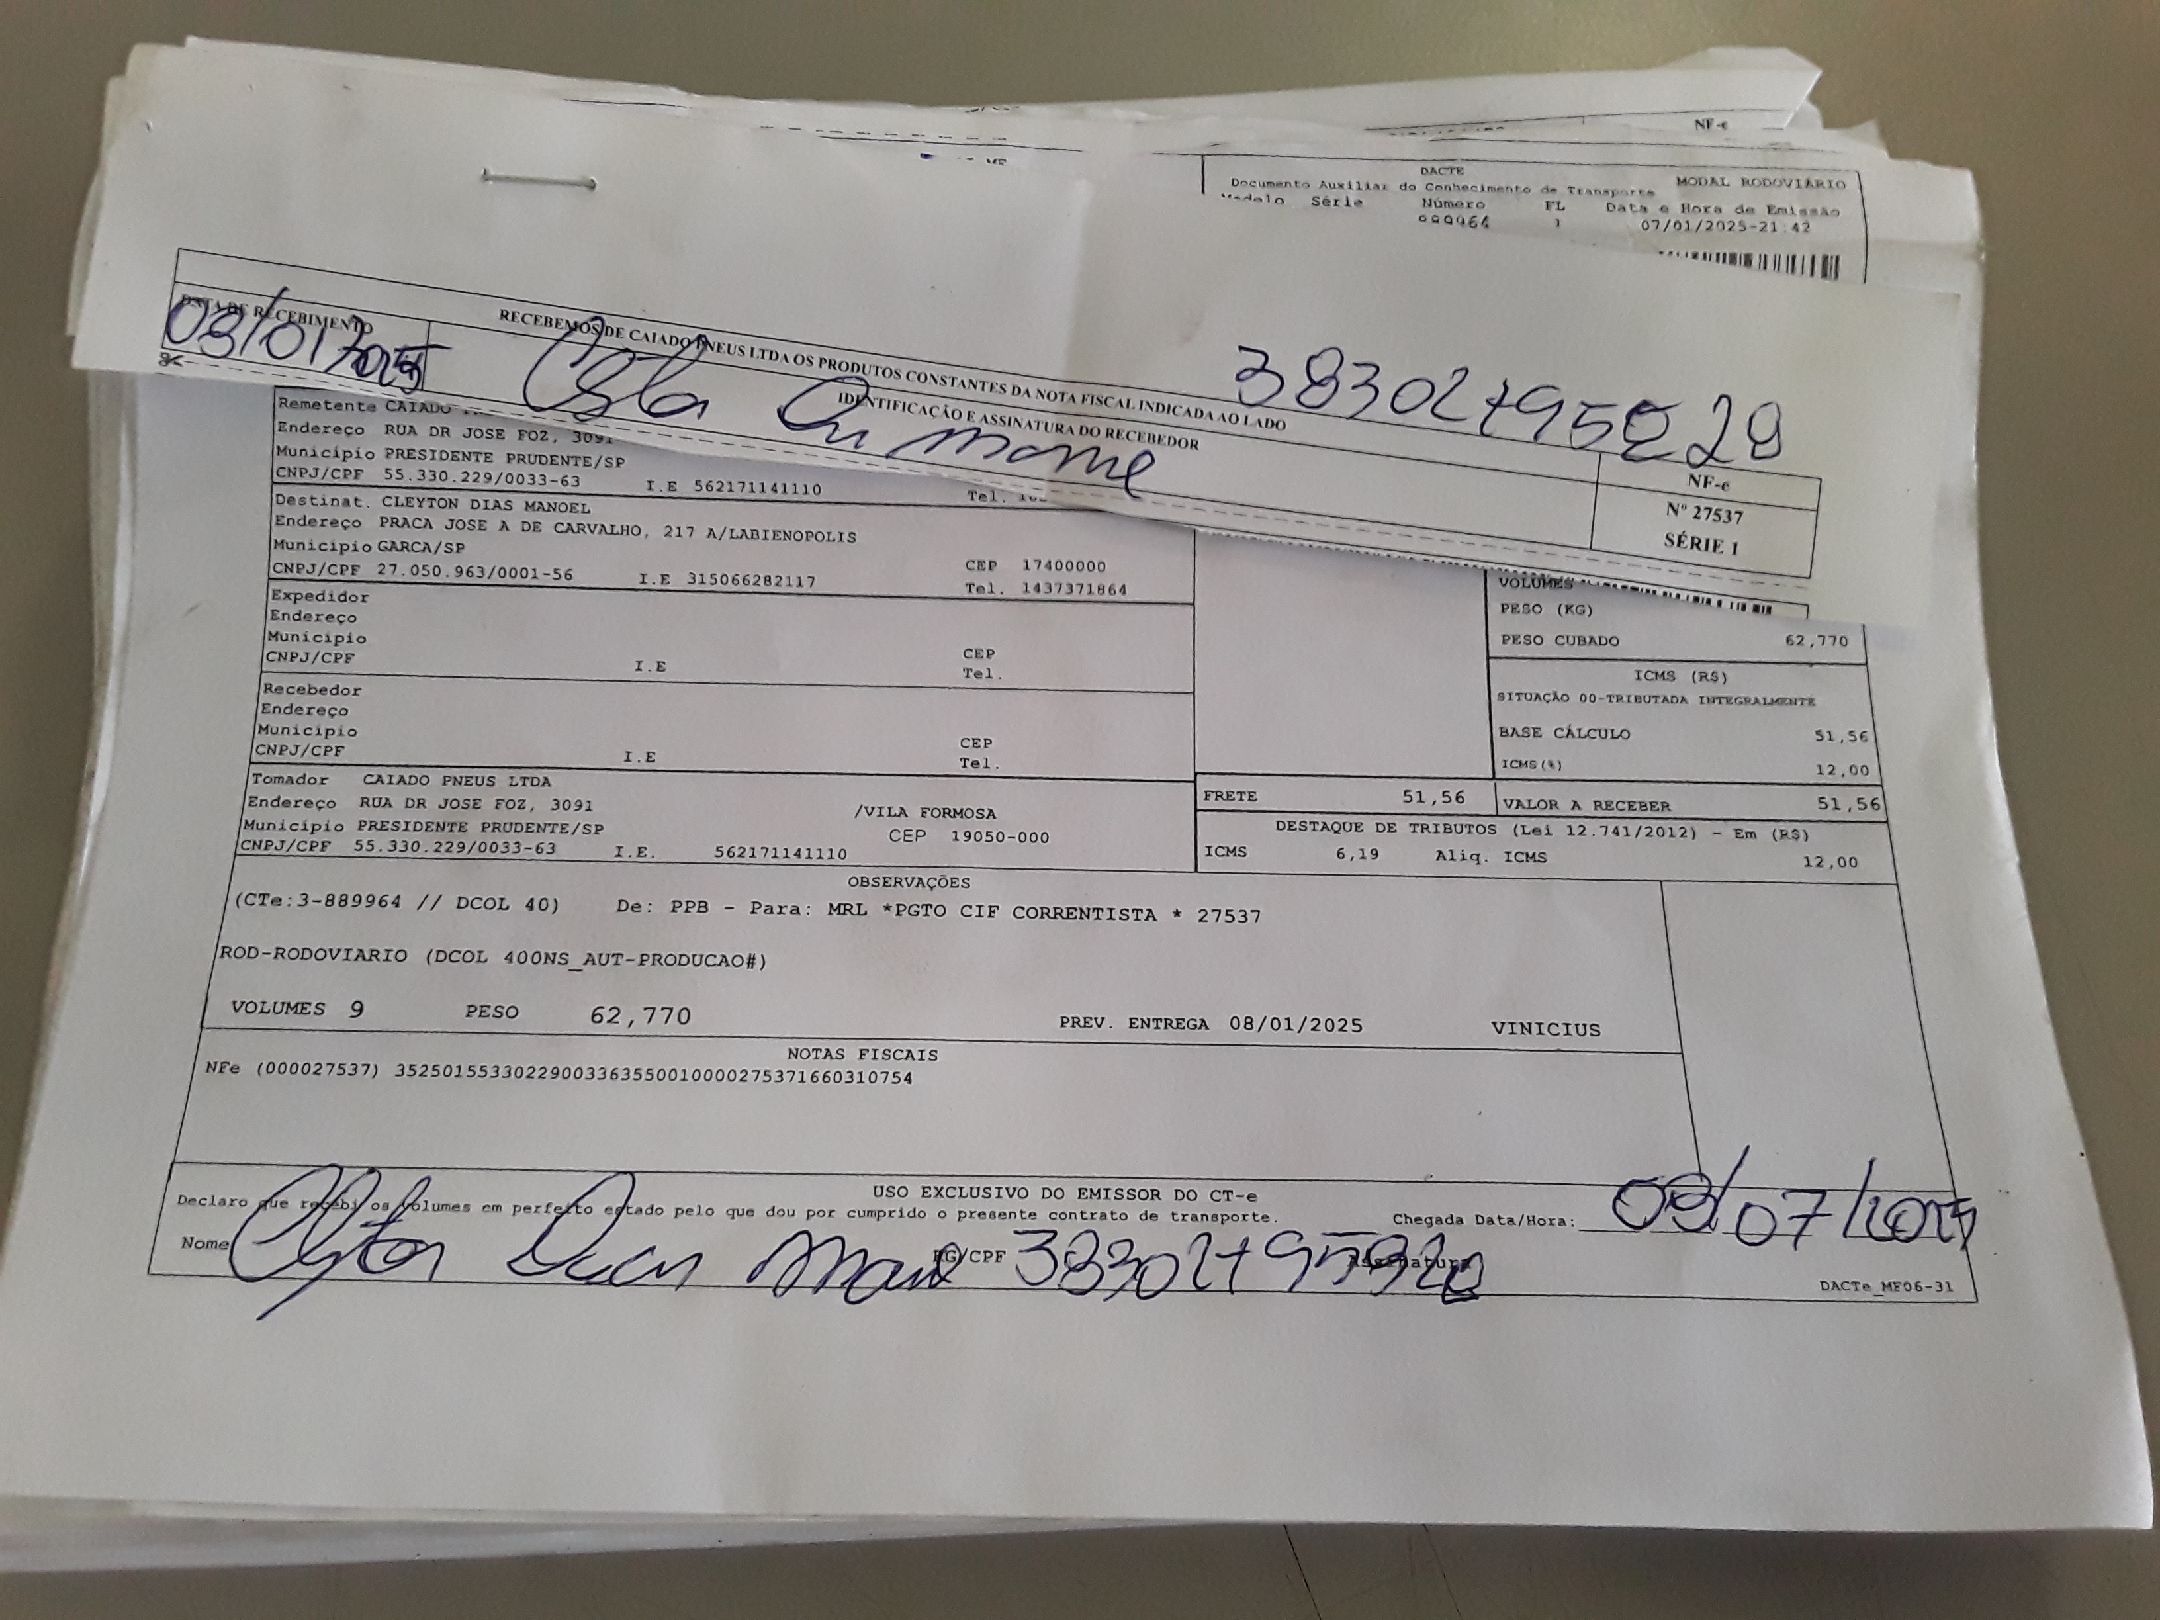 NF-e
DACTE
Documento Auxiliar do Conhecimento de Transporte MODAL RODOVIÁRIO
Modelo Série Número FL Data e Hora de Emissão
889964 1 07/01/2025-21:42
RECEBEMOS DE CAIADO PNEUS LTDA OS PRODUTOS CONSTANTES DA NOTA FISCAL INDICADA AO LADO
DATA DE RECEBIMENTO
IDENTIFICAÇÃO E ASSINATURA DO RECEBEDOR
NF-e
Nº 27537
SÉRIE 1
Remetente CAIADO
Endereço RUA DR JOSE FOZ, 3091
Município PRESIDENTE PRUDENTE/SP
CNPJ/CPF 55.330.229/0033-63 I.E 562171141110 Tel.
Destinat. CLEYTON DIAS MANOEL
Endereço PRACA JOSE A DE CARVALHO, 217 A/LABIENOPOLIS
Município GARCA/SP CEP 17400000
CNPJ/CPF 27.050.963/0001-56 I.E 315066282117 Tel. 1437371864
Expedidor
Endereço
Município CEP
CNPJ/CPF I.E Tel.
Recebedor
Endereço
Município CEP
CNPJ/CPF I.E Tel.
Tomador CAIADO PNEUS LTDA
Endereço RUA DR JOSE FOZ, 3091 /VILA FORMOSA
Município PRESIDENTE PRUDENTE/SP CEP 19050-000
CNPJ/CPF 55.330.229/0033-63 I.E. 562171141110
VOLUMES
PESO (KG)
PESO CUBADO 62,770
ICMS (R$)
SITUAÇÃO 00-TRIBUTADA INTEGRALMENTE
BASE CÁLCULO 51,56
ICMS(%) 12,00
FRETE 51,56 VALOR A RECEBER 51,56
DESTAQUE DE TRIBUTOS (Lei 12.741/2012) - Em (R$)
ICMS 6,19 Aliq. ICMS 12,00
OBSERVAÇÕES
(CTe:3-889964 // DCOL 40) De: PPB - Para: MRL *PGTO CIF CORRENTISTA * 27537
ROD-RODOVIARIO (DCOL 400NS_AUT-PRODUCAO#)
VOLUMES 9 PESO 62,770 PREV. ENTREGA 08/01/2025 VINICIUS
NOTAS FISCAIS
NFe (000027537) 35250155330229003363550010000275371660310754
USO EXCLUSIVO DO EMISSOR DO CT-e
Declaro que recebi os volumes em perfeito estado pelo que dou por cumprido o presente contrato de transporte. Chegada Data/Hora:
Nome RG/CPF Assinatura
DACTe_MF06-31